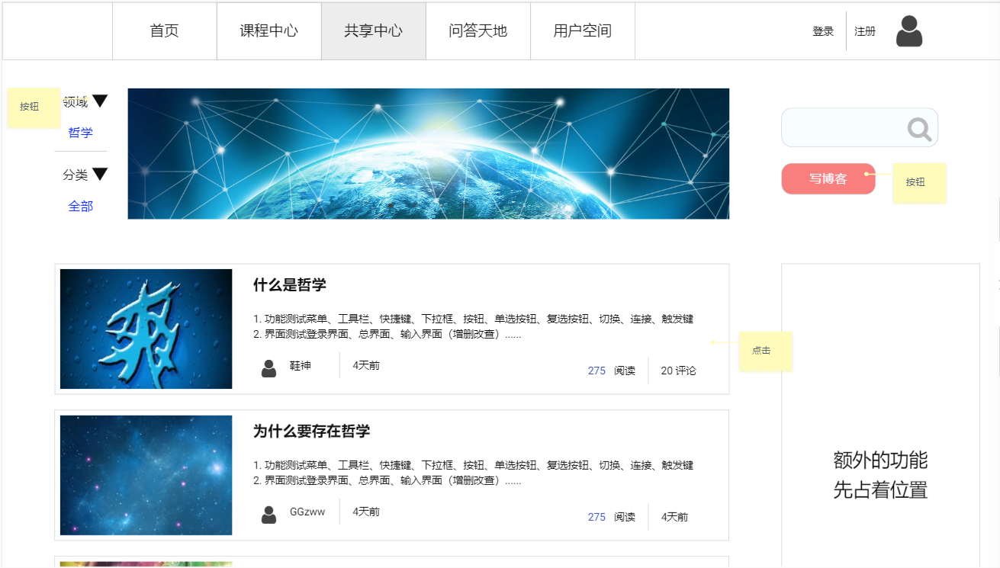 首页 课程中心 共享中心 问答天地 用户空间 登录 注册
按钮
领域
哲学
分类
全部
写博客
按钮
什么是哲学
1. 功能测试菜单、工具栏、快捷键、下拉框、按钮、单选按钮、复选按钮、切换、连接、触发键
2. 界面测试登录界面、总界面、输入界面（增删改查）......
鞋神 4天前 275 阅读 20 评论
点击
为什么要存在哲学
1. 功能测试菜单、工具栏、快捷键、下拉框、按钮、单选按钮、复选按钮、切换、连接、触发键
2. 界面测试登录界面、总界面、输入界面（增删改查）......
GGzww 4天前 275 阅读 4天前
额外的功能
先占着位置